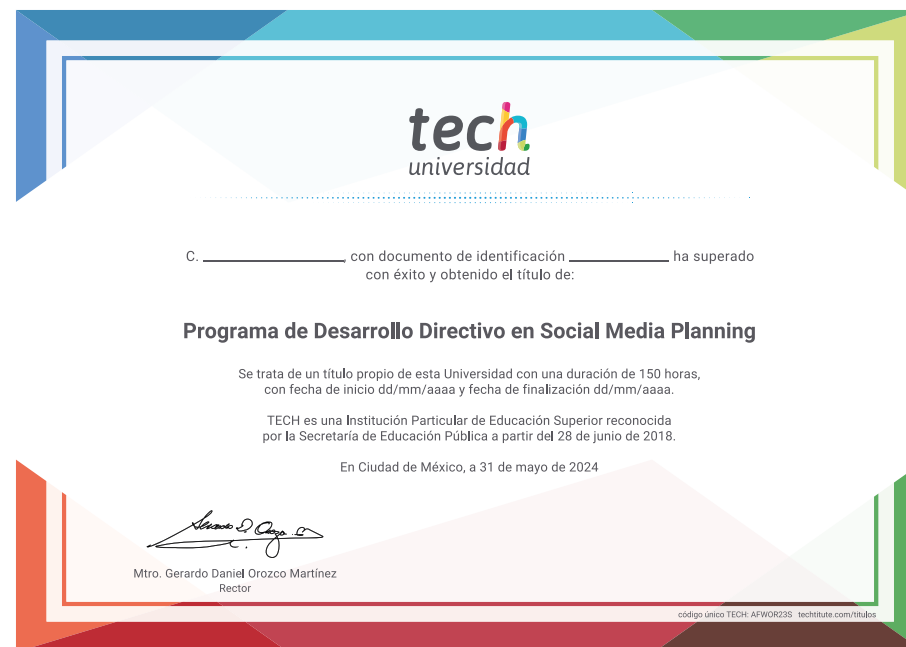 tech
universidad
C. ____________, con documento de identificación ____________ ha superado
con éxito y obtenido el título de:
Programa de Desarrollo Directivo en Social Media Planning
Se trata de un título propio de esta Universidad con una duración de 150 horas,
con fecha de inicio dd/mm/aaaa y fecha de finalización dd/mm/aaaa.
TECH es una Institución Particular de Educación Superior reconocida
por la Secretaría de Educación Pública a partir del 28 de junio de 2018.
En Ciudad de México, a 31 de mayo de 2024
Mtro. Gerardo Daniel Orozco Martínez
Rector
código único TECH: AFWOR23S techtitute.com/titulos